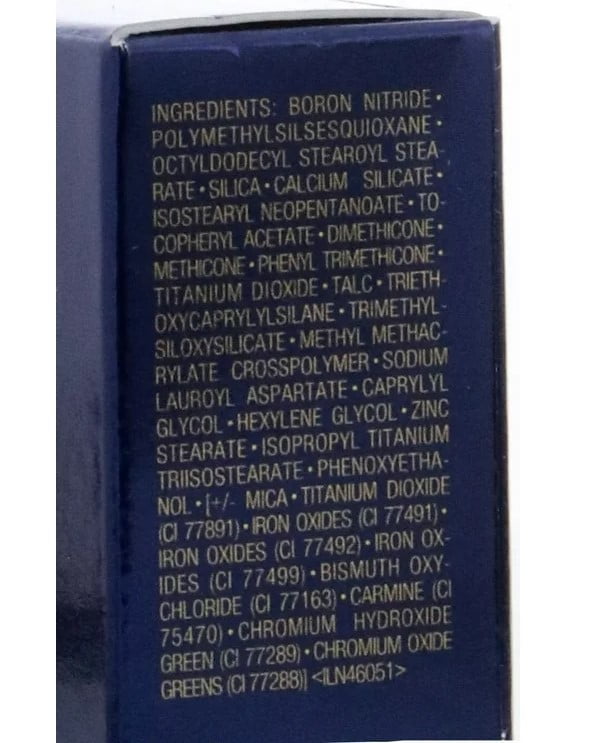 INGREDIENTS: BORON NITRIDE•
POLYMETHYLSILSESQUIOXANE•
OCTYLDODECYL STEAROYL STEA-
RATE•SILICA•CALCIUM SILICATE•
ISOSTEARYL NEOPENTANOATE•TO-
COPHERYL ACETATE•DIMETHICONE•
METHICONE•PHENYL TRIMETHICONE•
TITANIUM DIOXIDE•TALC•TRIETH-
OXYCAPRYLYLSILANE•TRIMETHYL-
SILOXYSILICATE•METHYL METHAC-
RYLATE CROSSPOLYMER•SODIUM
LAUROYL ASPARTATE•CAPRYLYL
GLYCOL•HEXYLENE GLYCOL•ZINC
STEARATE•ISOPROPYL TITANIUM
TRIISOSTEARATE•PHENOXYETHA-
NOL•[+/- MICA•TITANIUM DIOXIDE
(CI 77891)•IRON OXIDES (CI 77491)•
IRON OXIDES (CI 77492)•IRON OX-
IDES (CI 77499)•BISMUTH OXY-
CHLORIDE (CI 77163)•CARMINE (CI
75470)•CHROMIUM HYDROXIDE
GREEN (CI 77289)•CHROMIUM OXIDE
GREENS (CI 77288)] <ILN46051>